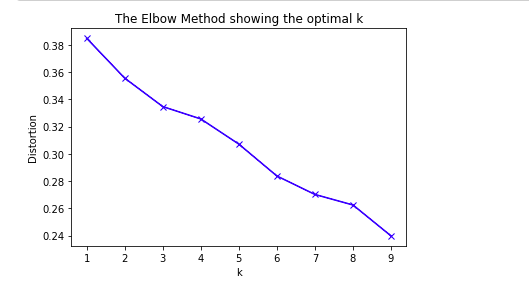 The Elbow Method showing the optimal k
0.38
0.36
0.34
0.32
0.30
0.28
0.26
0.24
Distortion
1 2 3 4 5 6 7 8 9
k